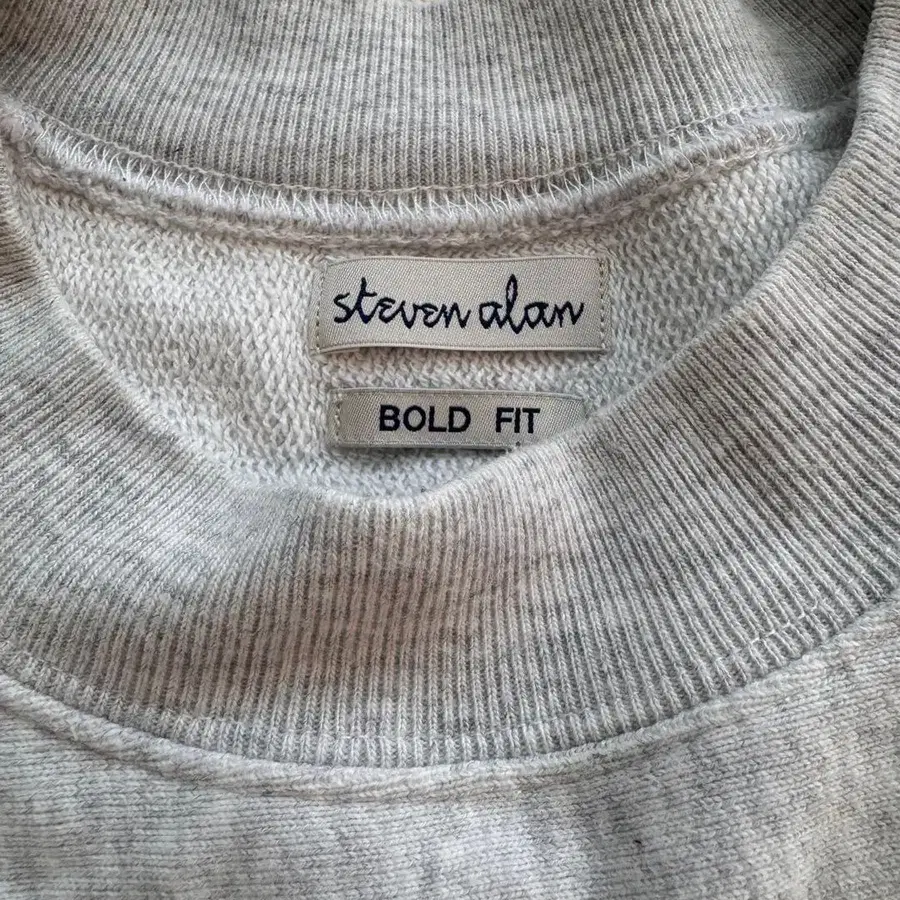 steven alan
BOLD FIT